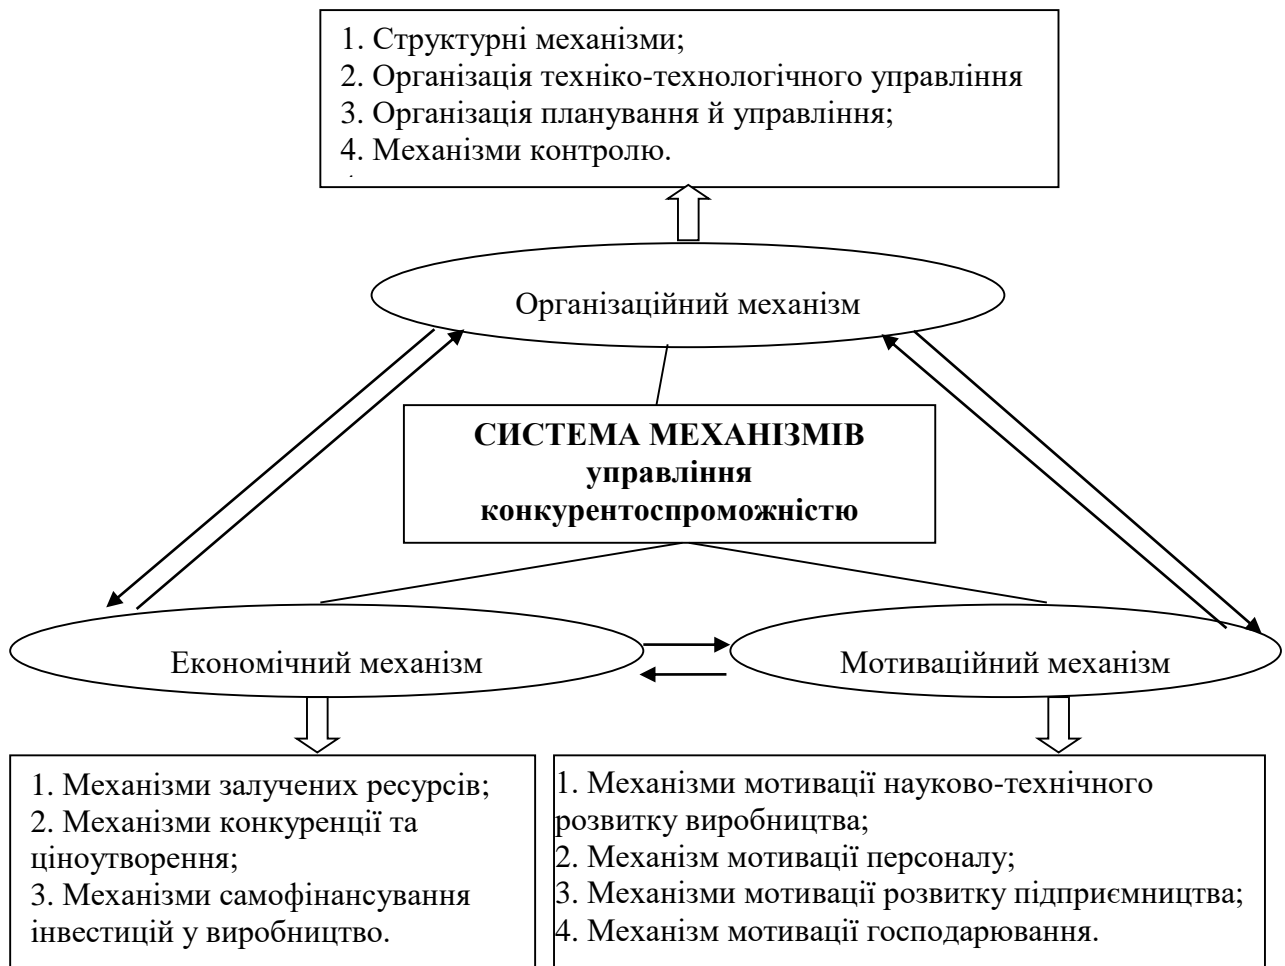 1. Структурні механізми;
2. Організація техніко-технологічного управління
3. Організація планування й управління;
4. Механізми контролю.
Організаційний механізм
СИСТЕМА МЕХАНІЗМІВ
управління
конкурентоспроможністю
Економічний механізм
Мотиваційний механізм
1. Механізми залучених ресурсів;
2. Механізми конкуренції та
ціноутворення;
3. Механізми самофінансування
інвестицій у виробництво.
1. Механізми мотивації науково-технічного
розвитку виробництва;
2. Механізм мотивації персоналу;
3. Механізми мотивації розвитку підприємництва;
4. Механізм мотивації господарювання.